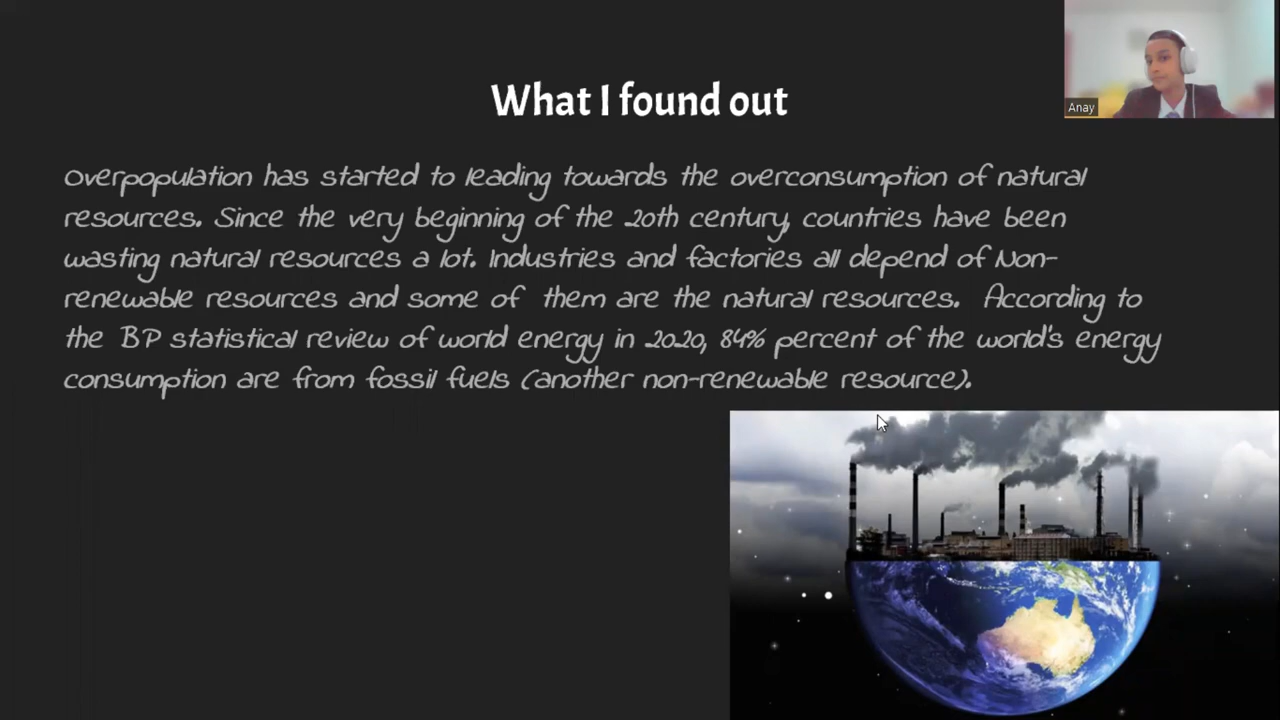 What I found out
Anay
Overpopulation has started to leading towards the overconsumption of natural
resources. Since the very beginning of the 20th century, countries have been
wasting natural resources a lot. Industries and factories all depend of Non-
renewable resources and some of them are the natural resources. According to
the BP statistical review of world energy in 2020, 84% percent of the world's energy
consumption are from fossil fuels (another non-renewable resource).